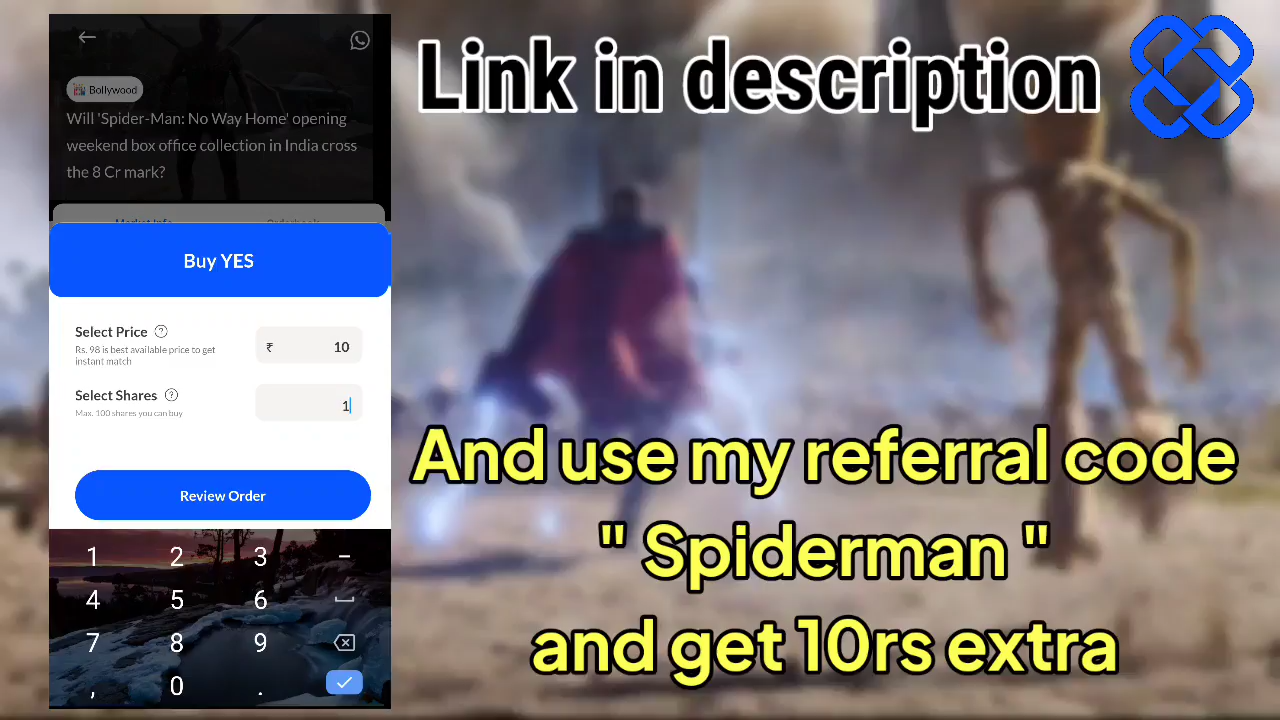 Bollywood
Will 'Spider-Man: No Way Home' opening
weekend box office collection in India cross
the 8 Cr mark?
Market Info Orderbook
Buy YES
Select Price ?
₹ 10
Rs. 98 is best available price to get
instant match
Select Shares ?
1
Max. 100 shares you can buy
Review Order
1 2 3 -
4 5 6
7 8 9
, 0 .
Link in description
And use my referral code
" Spiderman "
and get 10rs extra